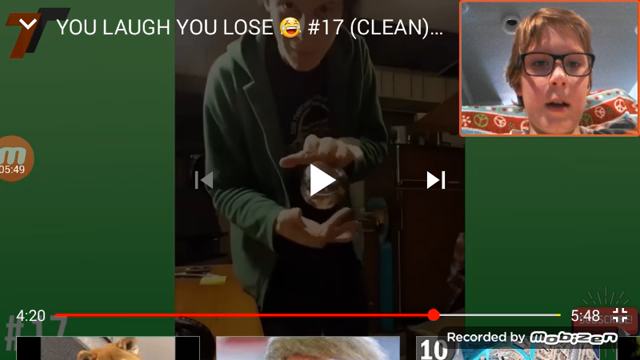 YOU LAUGH YOU LOSE 😂 #17 (CLEAN)...
05:49
4:20
5:48
#17
10
Recorded by Mobizen